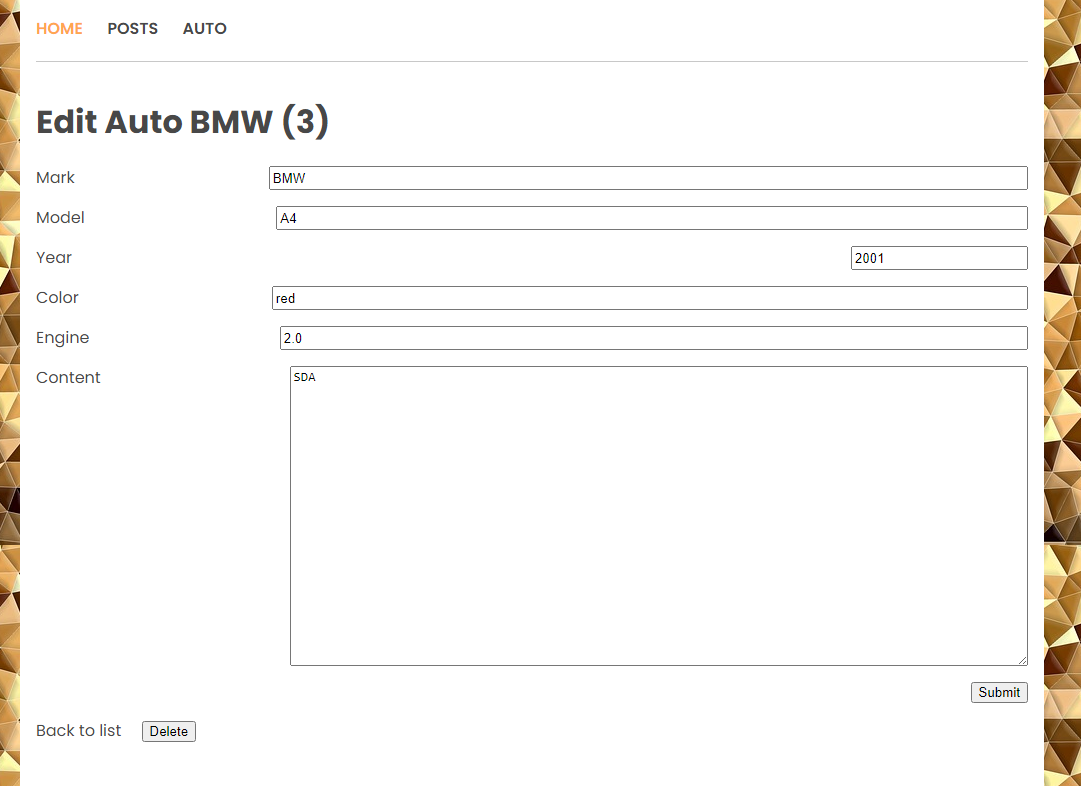 HOME POSTS AUTO
Edit Auto BMW (3)
Mark BMW
Model A4
Year 2001
Color red
Engine 2.0
Content SDA
Submit
Back to list Delete